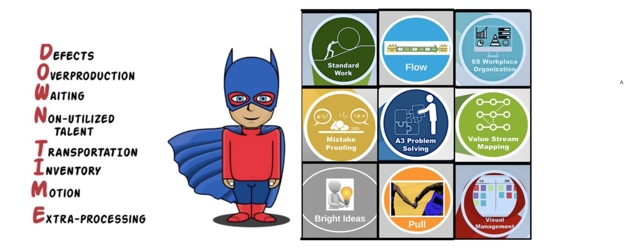 DEFECTS
OVERPRODUCTION
WAITING
NON-UTILIZED
TALENT
TRANSPORTATION
INVENTORY
MOTION
EXTRA-PROCESSING
Standard
Work
Flow
6S Workplace
Organization
Mistake
Proofing
A3 Problem
Solving
Value Stream
Mapping
Bright Ideas
Pull
Visual
Management
A